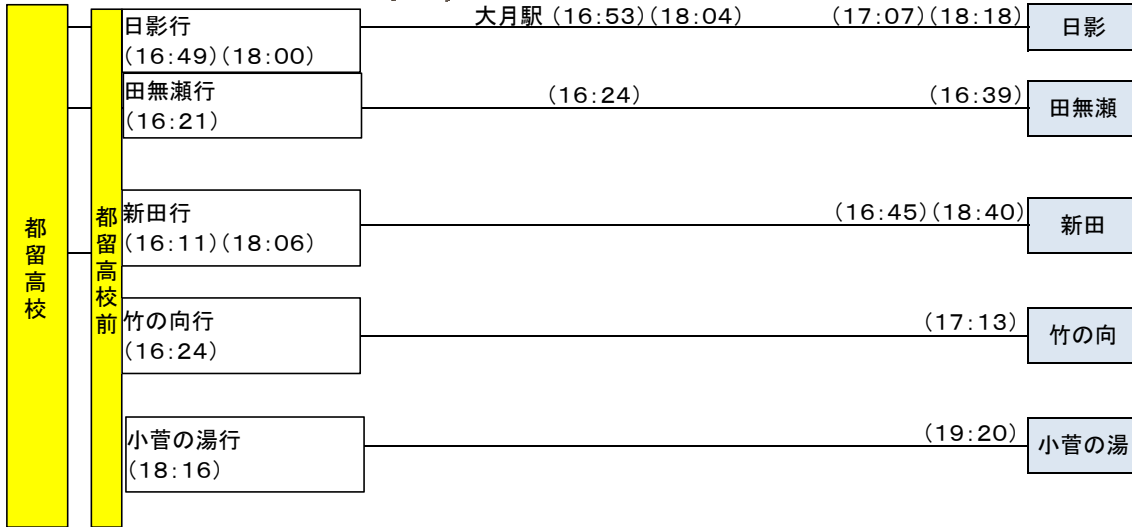 都留高校
都留高校前
日影行
(16:49)(18:00)
大月駅 (16:53)(18:04)
(17:07)(18:18)
日影
田無瀬行
(16:21)
(16:24)
(16:39)
田無瀬
新田行
(16:11)(18:06)
(16:45)(18:40)
新田
竹の向行
(16:24)
(17:13)
竹の向
小菅の湯行
(18:16)
(19:20)
小菅の湯